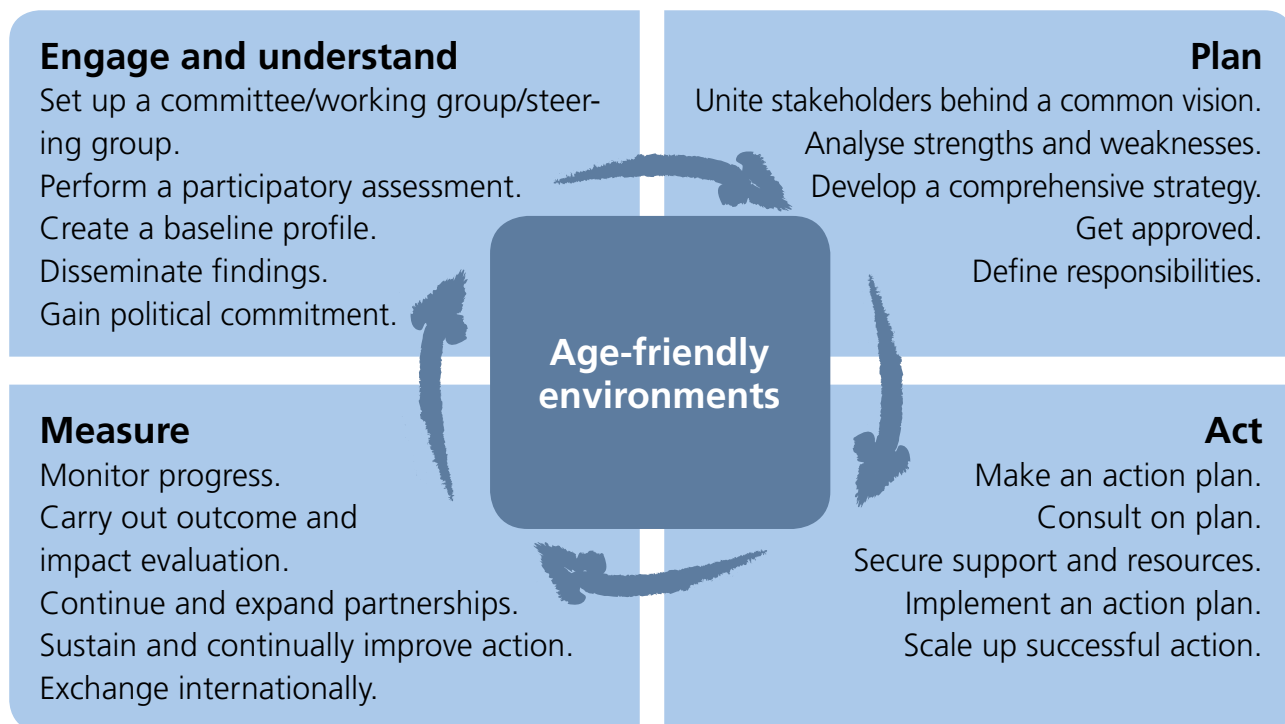 Engage and understand
Set up a committee/working group/steer-
ing group.
Perform a participatory assessment.
Create a baseline profile.
Disseminate findings.
Gain political commitment.
Plan
Unite stakeholders behind a common vision.
Analyse strengths and weaknesses.
Develop a comprehensive strategy.
Get approved.
Define responsibilities.
Age-friendly
environments
Measure
Monitor progress.
Carry out outcome and
impact evaluation.
Continue and expand partnerships.
Sustain and continually improve action.
Exchange internationally.
Act
Make an action plan.
Consult on plan.
Secure support and resources.
Implement an action plan.
Scale up successful action.